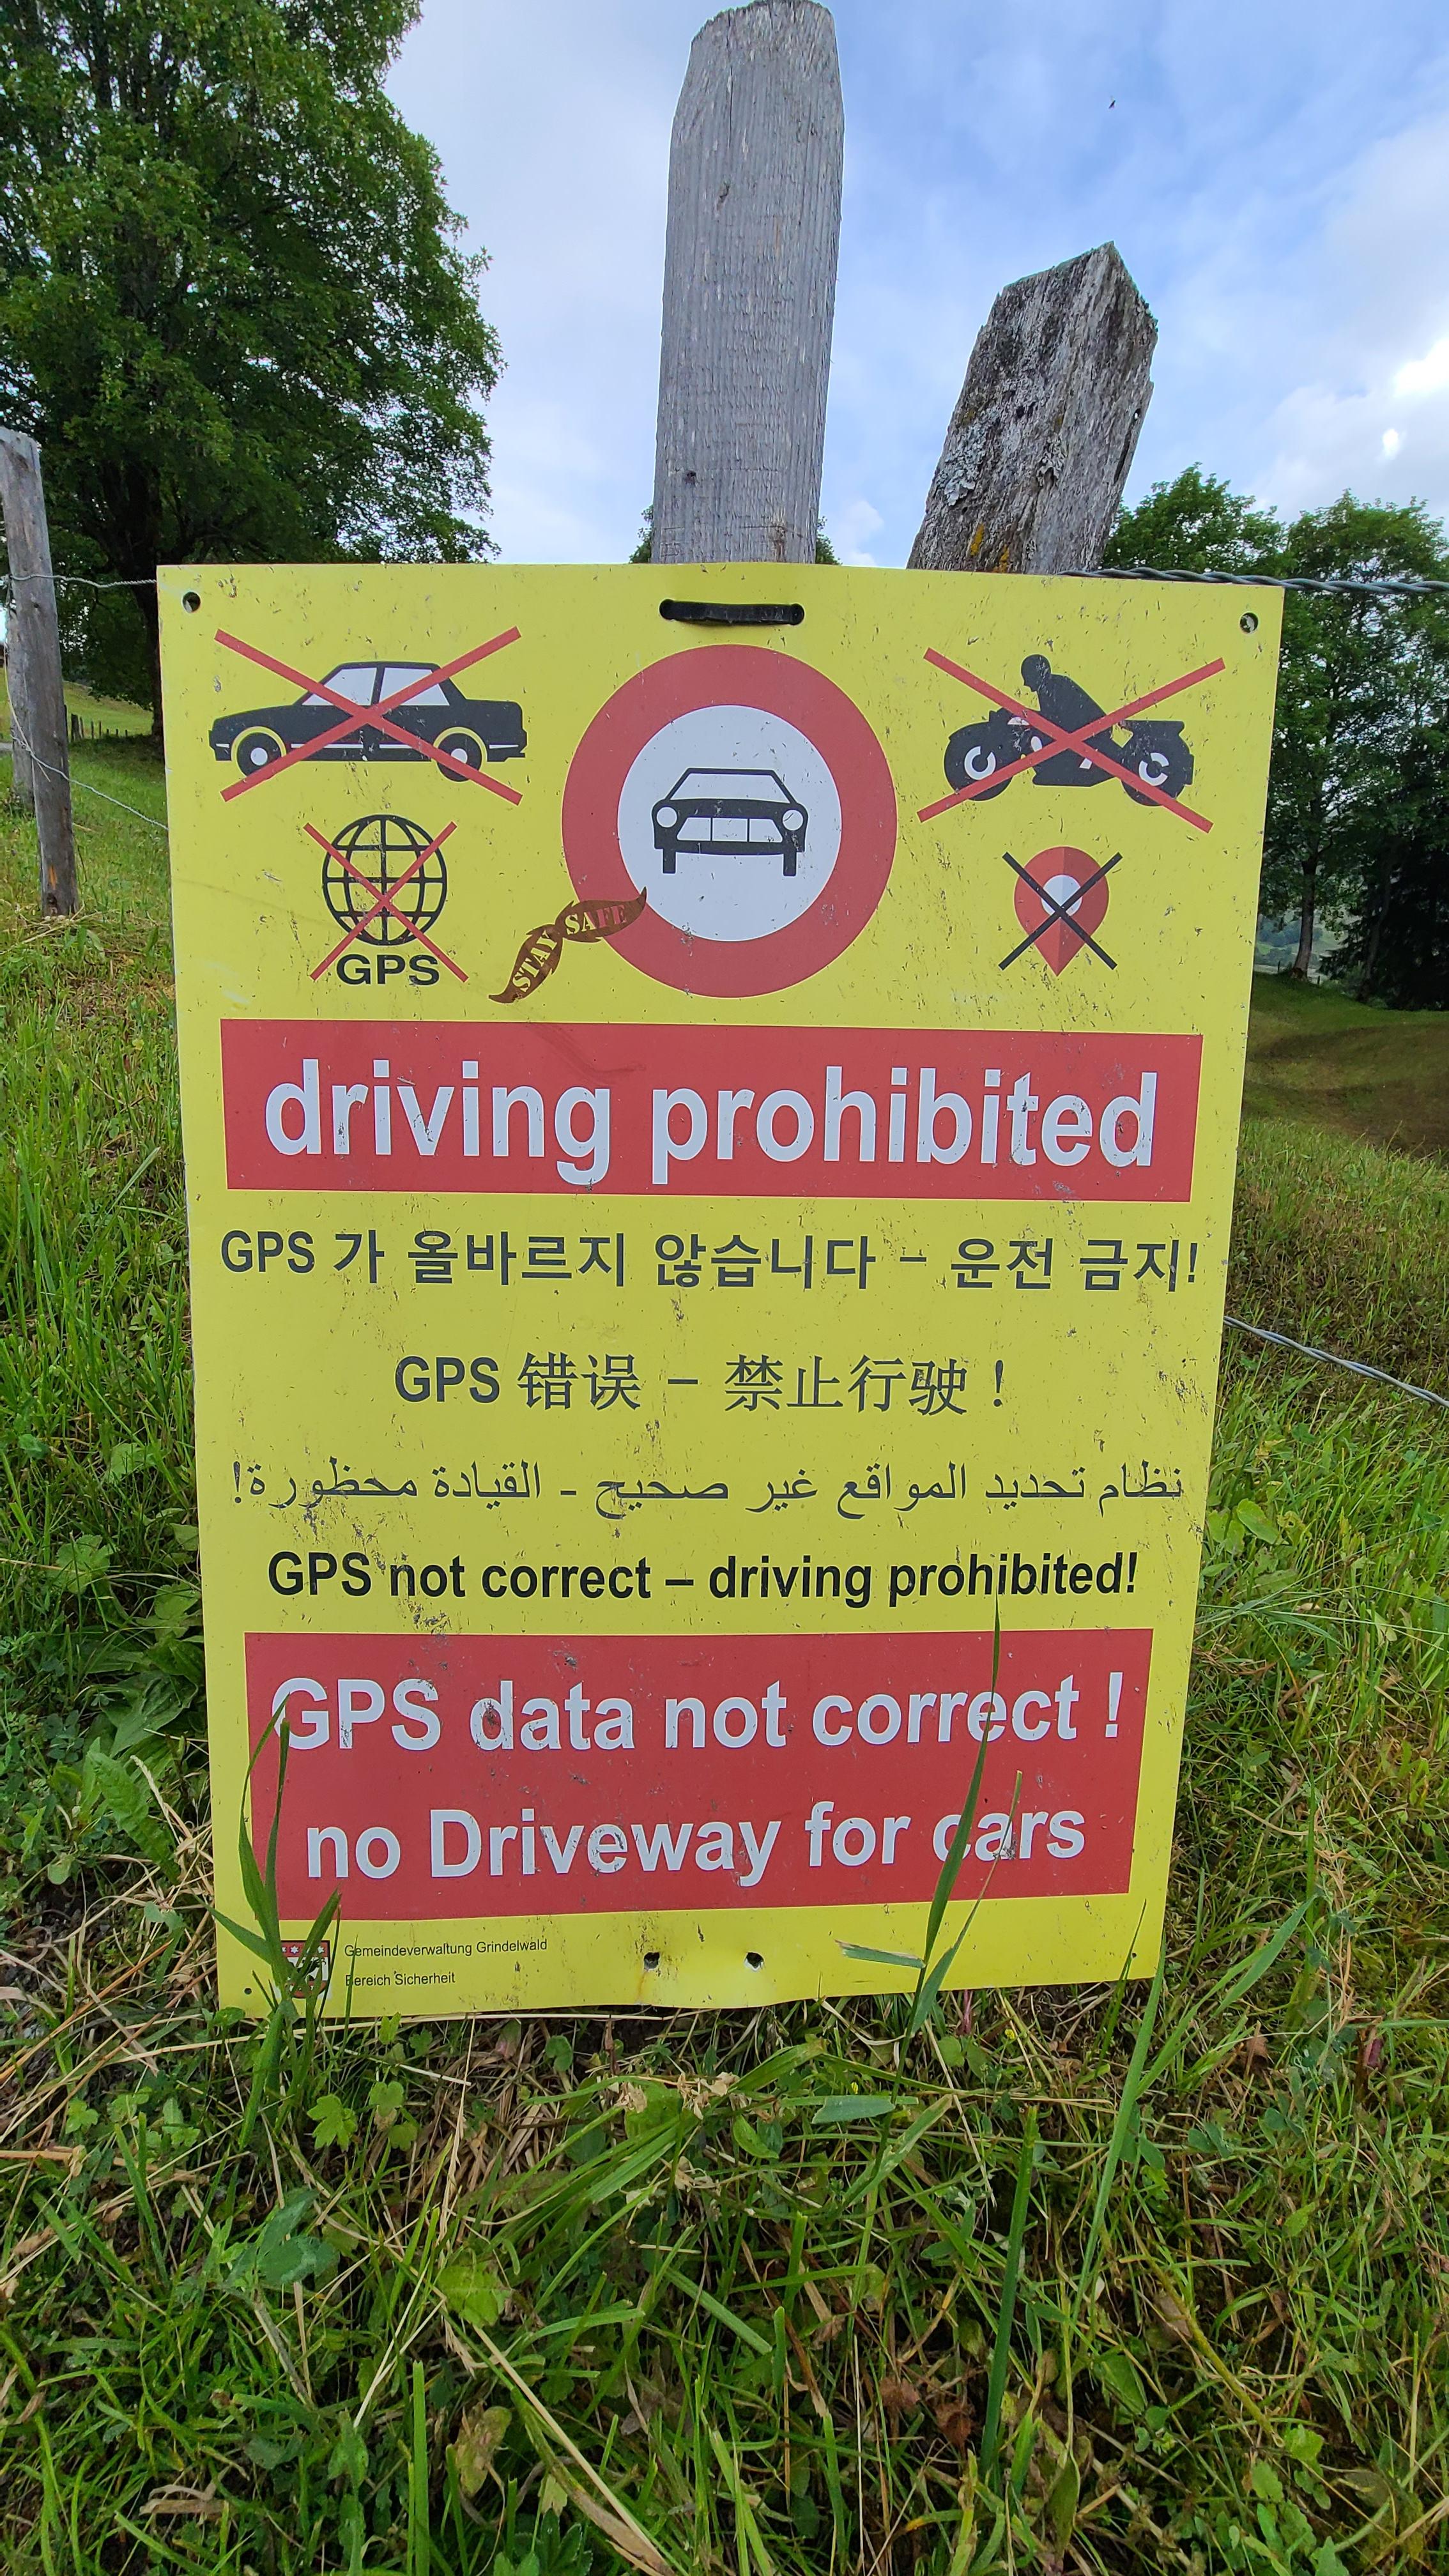 GPS
STAY SAFE
driving prohibited
GPS 가 올바르지 않습니다 - 운전 금지!
GPS 错误 - 禁止行驶！
نظام تحديد المواقع غير صحيح - القيادة محظورة!
GPS not correct – driving prohibited!
GPS data not correct !
no Driveway for cars
Gemeindeverwaltung Grindelwald
Bereich Sicherheit